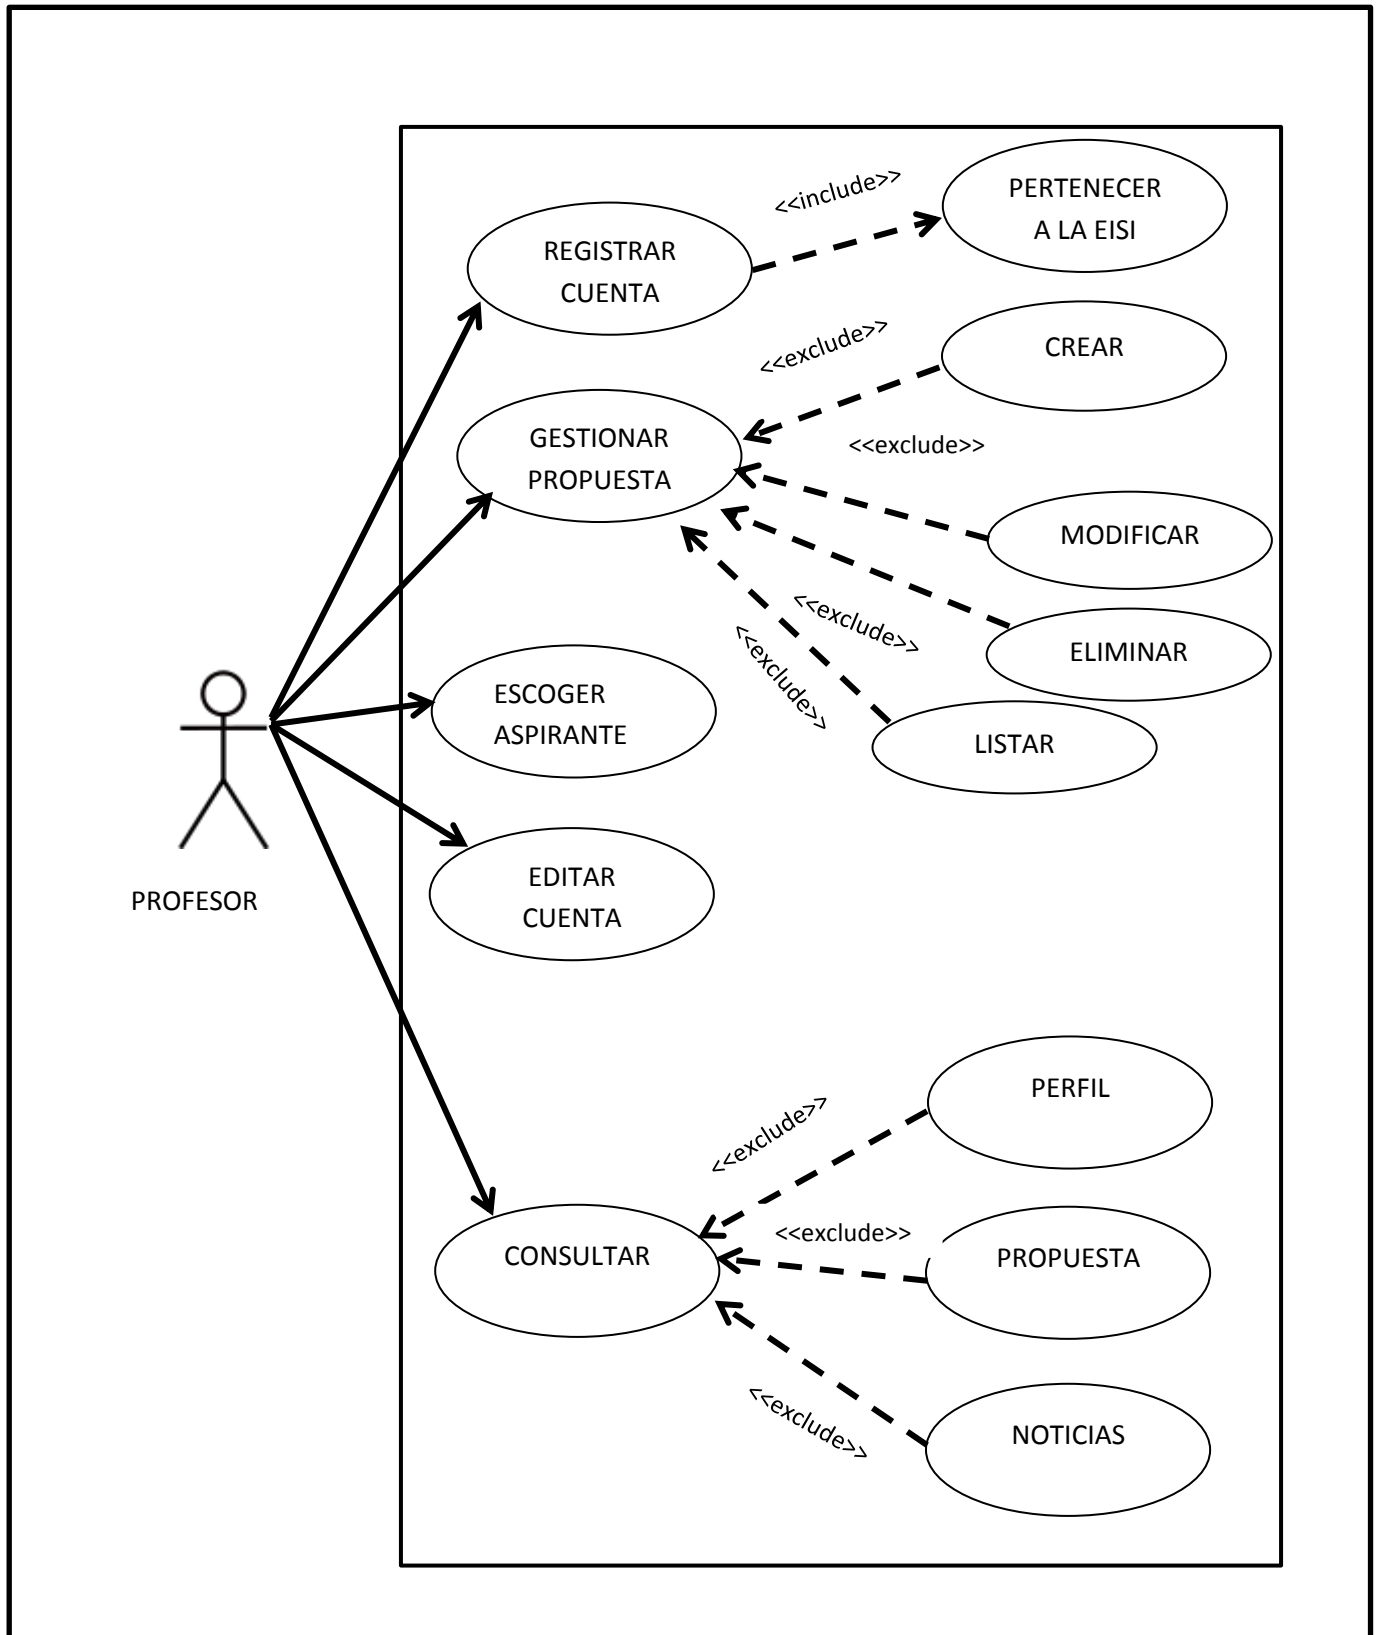 <<include>>
PERTENECER
A LA EISI
REGISTRAR
CUENTA
<<exclude>>
CREAR
GESTIONAR
PROPUESTA
<<exclude>>
MODIFICAR
<<exclude>>
ELIMINAR
<<exclude>>
LISTAR
ESCOGER
ASPIRANTE
EDITAR
CUENTA
PROFESOR
PERFIL
<<exclude>>
CONSULTAR
<<exclude>>
PROPUESTA
<<exclude>>
NOTICIAS